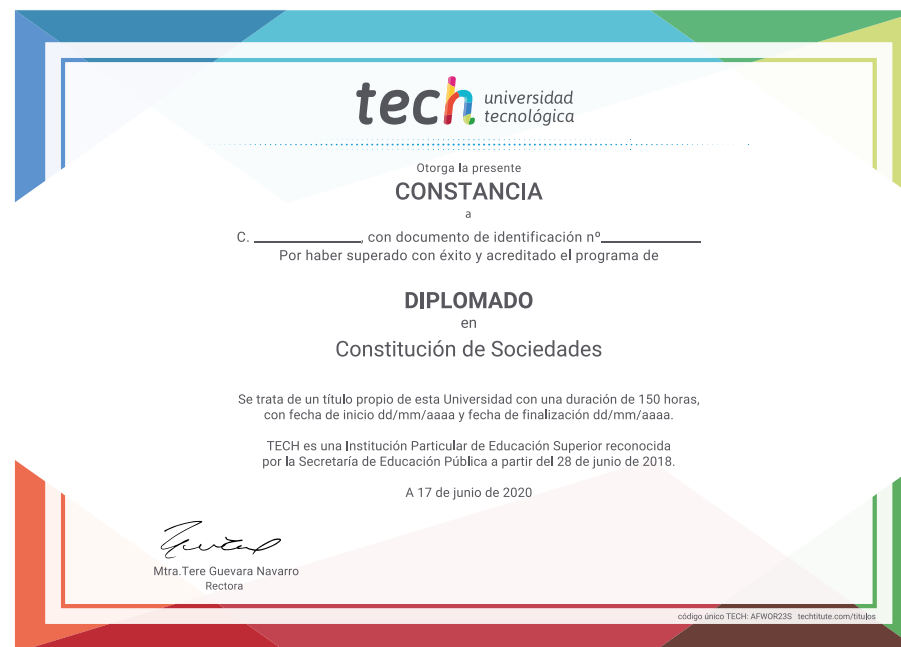 tech universidad
tecnológica
Otorga la presente
CONSTANCIA
a
C. ______________, con documento de identificación nº_____________
Por haber superado con éxito y acreditado el programa de
DIPLOMADO
en
Constitución de Sociedades
Se trata de un título propio de esta Universidad con una duración de 150 horas,
con fecha de inicio dd/mm/aaaa y fecha de finalización dd/mm/aaaa.
TECH es una Institución Particular de Educación Superior reconocida
por la Secretaría de Educación Pública a partir del 28 de junio de 2018.
A 17 de junio de 2020
Mtra.Tere Guevara Navarro
Rectora
código único TECH: AFWOR23S techtitute.com/titulos